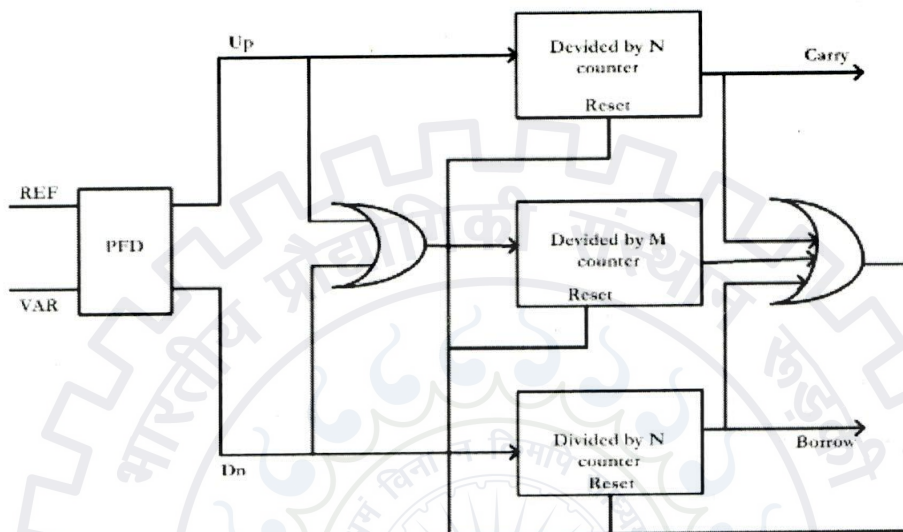 Up
Devided by N
counter
Reset
Carry
REF
PFD
VAR
Devided by M
counter
Reset
Dn
Divided by N
counter
Reset
Borrow
भारतीय प्रौद्योगिकी संस्थान रुड़की